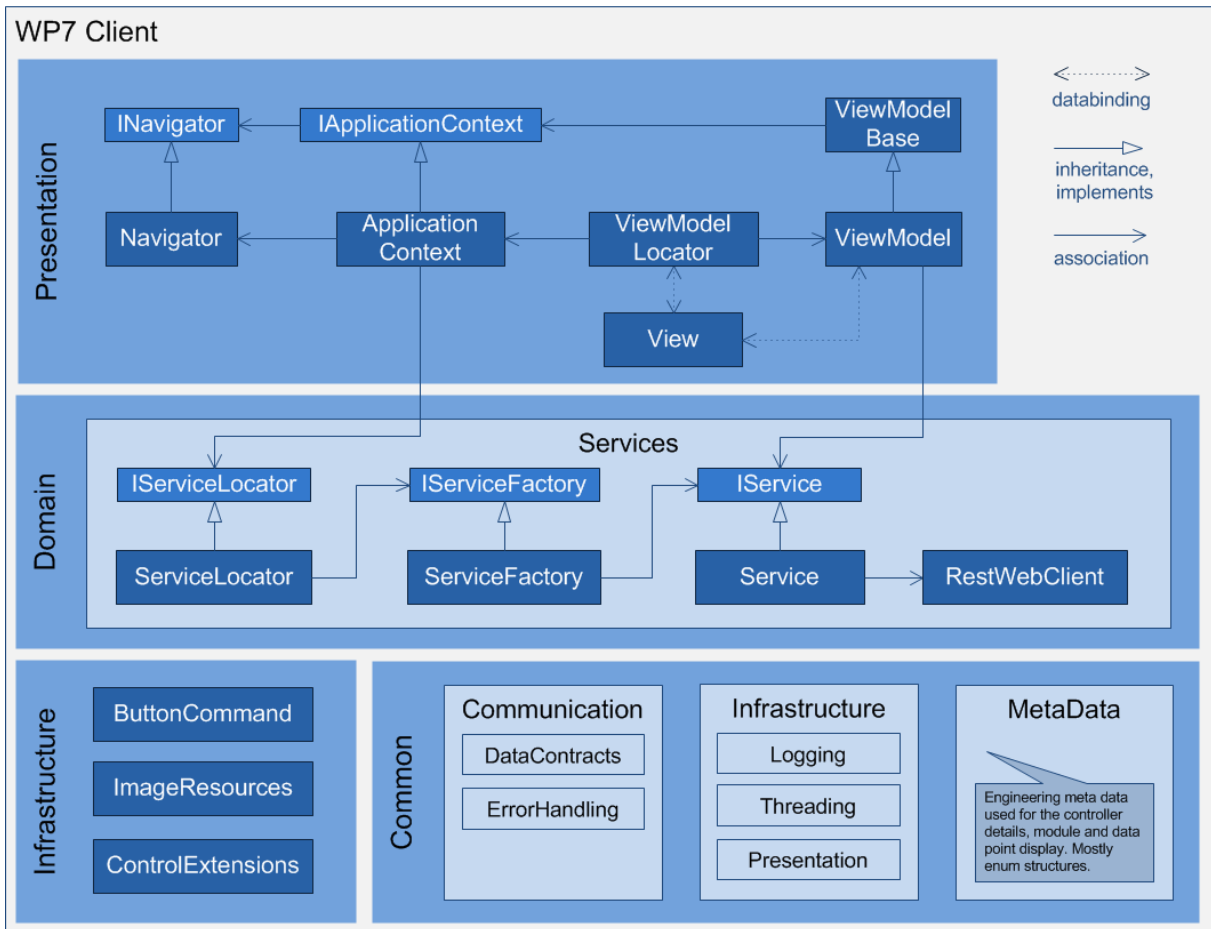 WP7 Client
Presentation
INavigator
IApplicationContext
ViewModel
Base
Navigator
Application
Context
ViewModel
Locator
ViewModel
View
databinding
inheritance,
implements
association
Domain
Services
IServiceLocator
IServiceFactory
IService
ServiceLocator
ServiceFactory
Service
RestWebClient
Infrastructure
ButtonCommand
ImageResources
ControlExtensions
Common
Communication
DataContracts
ErrorHandling
Infrastructure
Logging
Threading
Presentation
MetaData
Engineering meta data
used for the controller
details, module and data
point display. Mostly
enum structures.